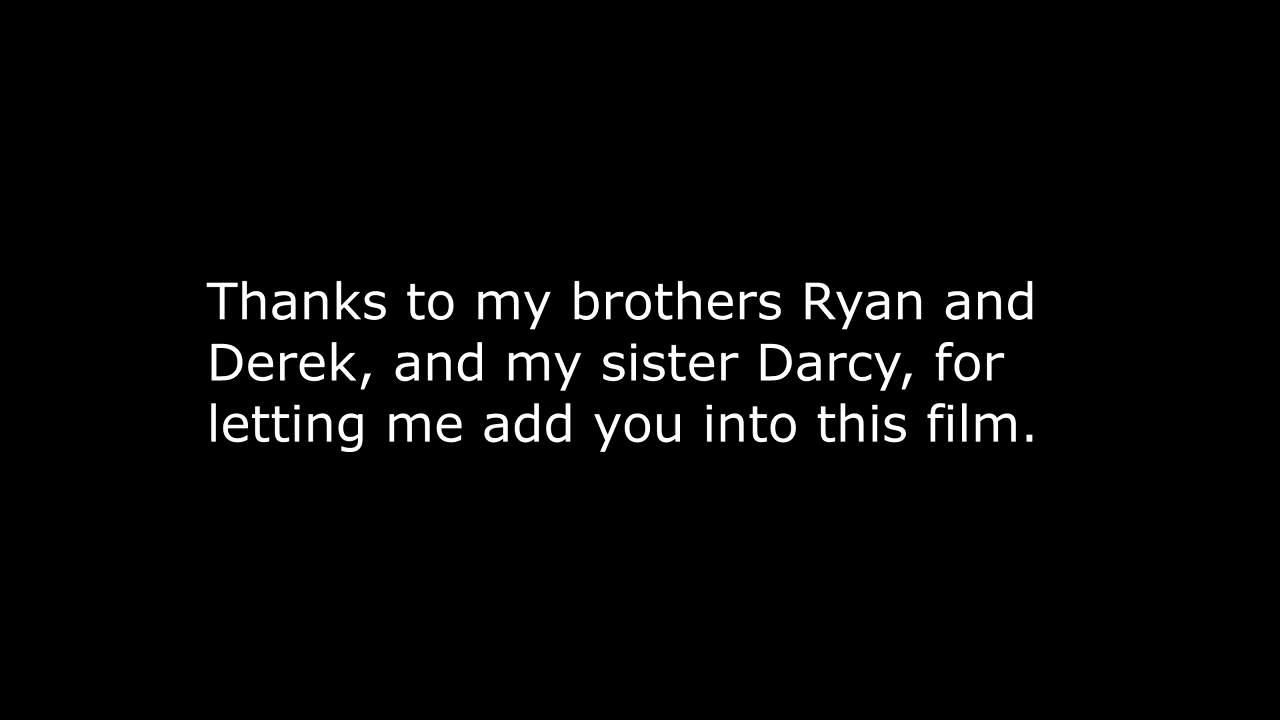 Thanks to my brothers Ryan and
Derek, and my sister Darcy, for
letting me add you into this film.